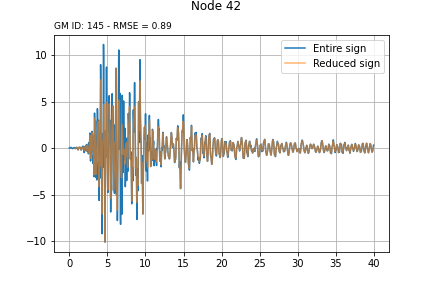 Node 42
GM ID: 145 - RMSE = 0.89
Entire sign
Reduced sign
10
5
0
−5
−10
0 5 10 15 20 25 30 35 40